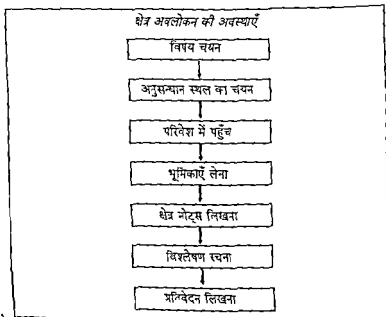 क्षेत्र अवलोकन की अवस्थाएँ
विषय चयन
अनुसन्धान स्थल का चयन
परिवेश में पहुँच
भूमिकाएँ लेना
क्षेत्र नोट्स लिखना
विश्लेषण रचना
प्रतिवेदन लिखना